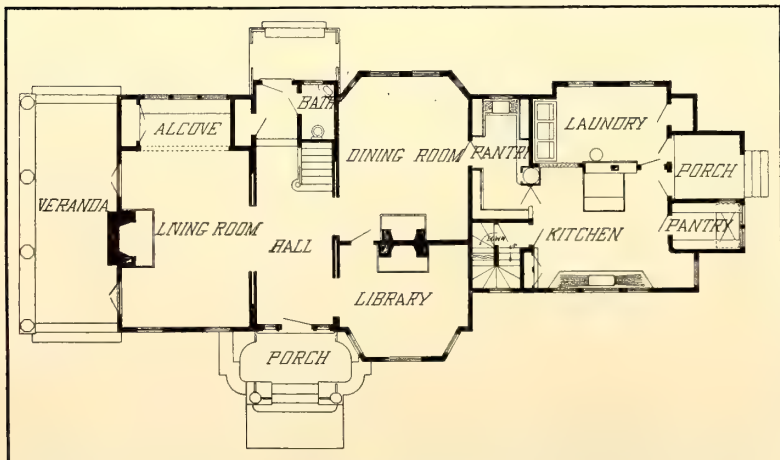 BATH
ALCOVE
LAUNDRY
DINING ROOM
PANTRY
PORCH
VERANDA
LIVING ROOM
PANTRY
HALL
KITCHEN
LIBRARY
PORCH